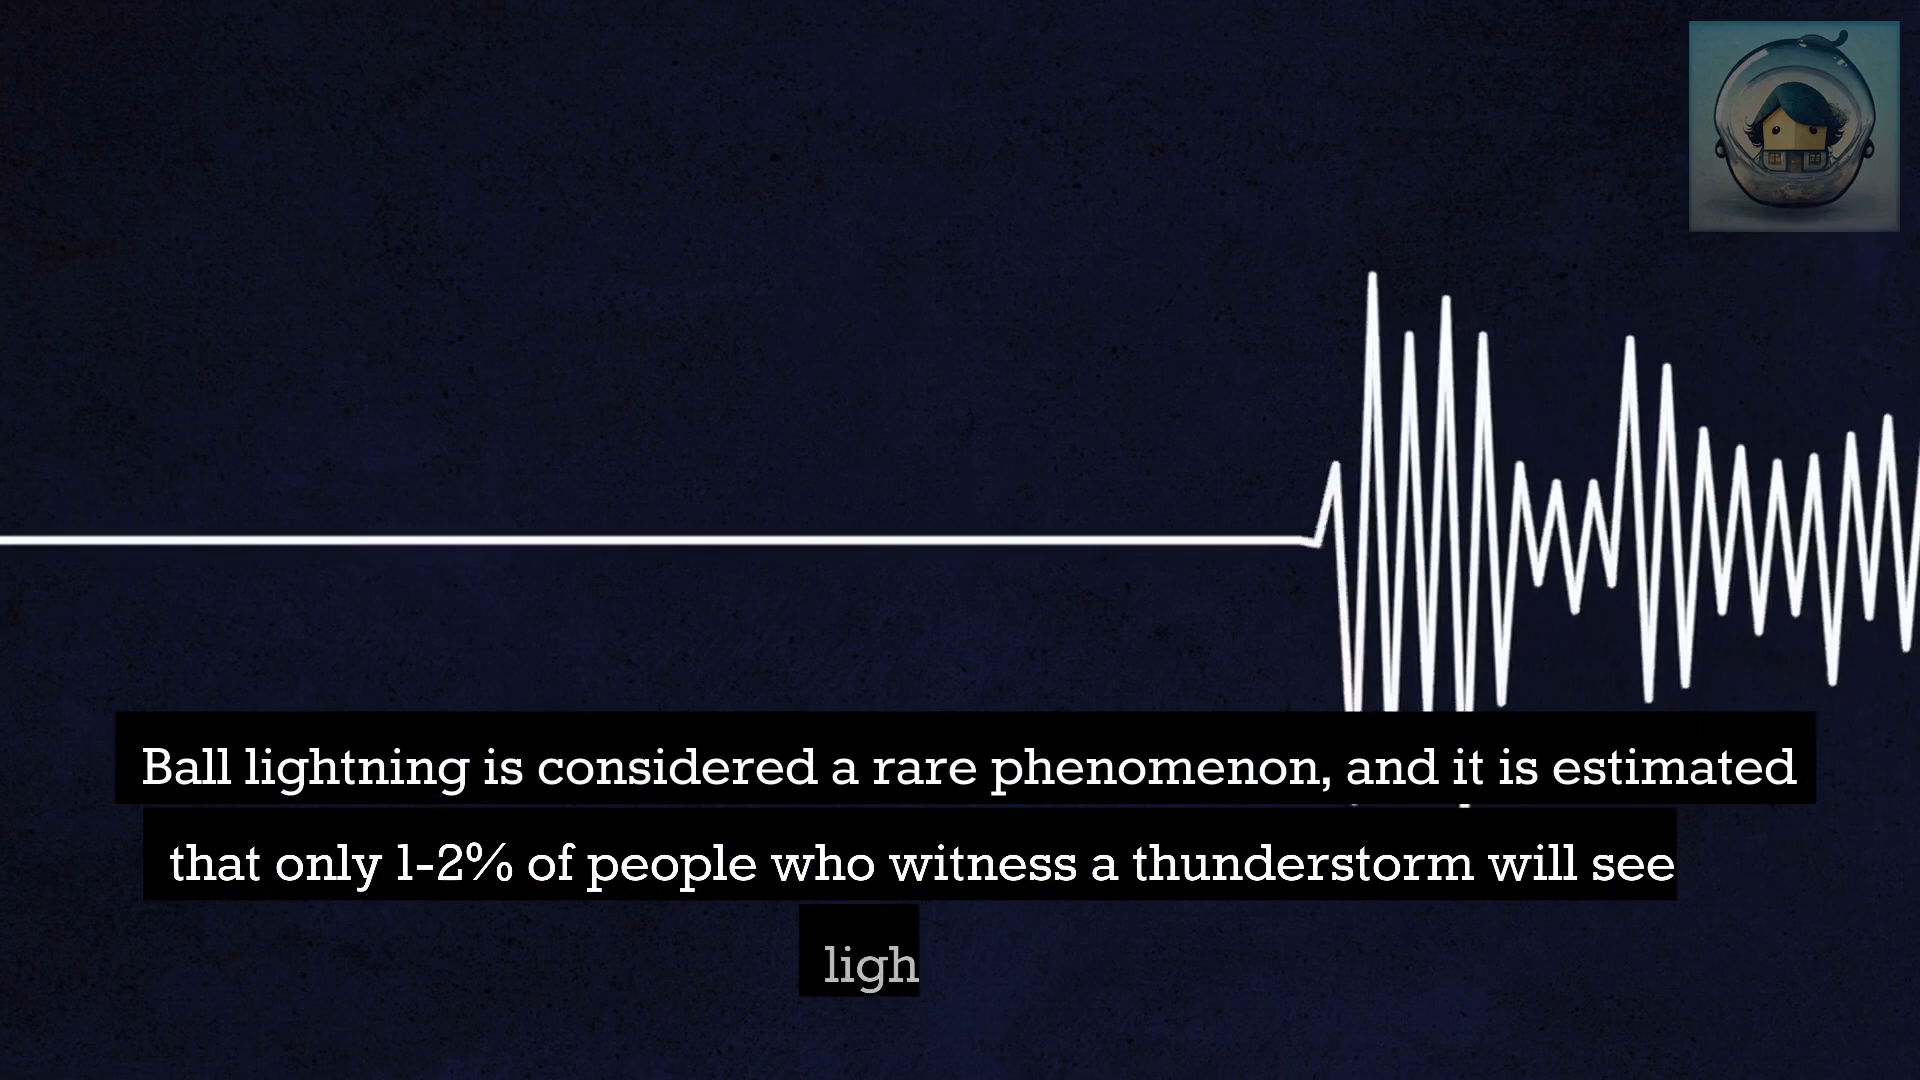 Ball lightning is considered a rare phenomenon, and it is estimated
that only 1-2% of people who witness a thunderstorm will see
ligh